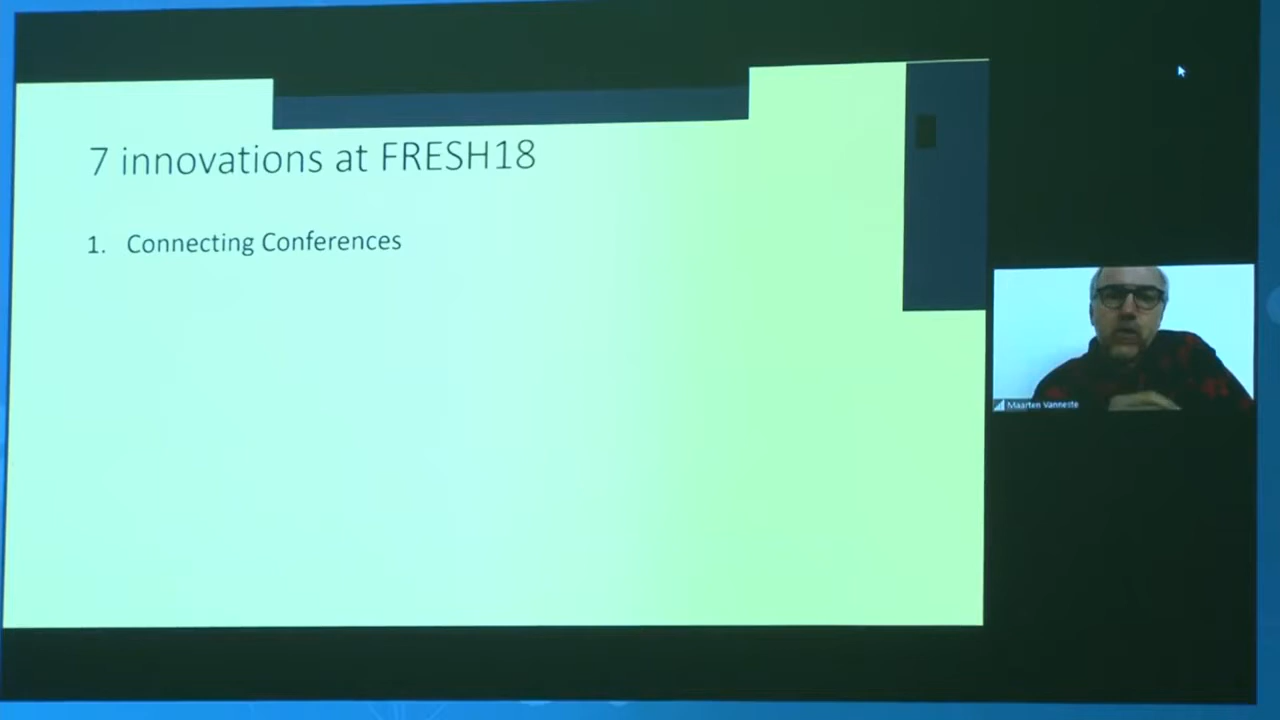 7 innovations at FRESH18
1. Connecting Conferences
Maarten Vanneste